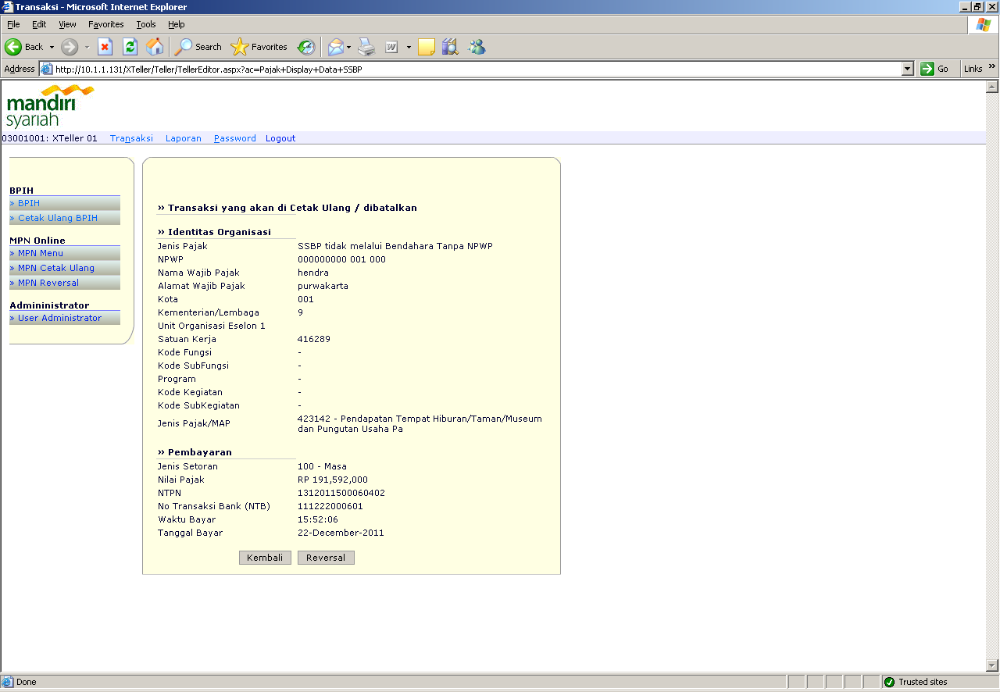 Transaksi - Microsoft Internet Explorer
File Edit View Favorites Tools Help
Back Search Favorites
Address http://10.1.1.131/XTeller/Teller/TellerEditor.aspx?ac=Pajak+Display+Data+SSBP Go Links »
mandiri
syariah
03001001: XTeller 01 Transaksi Laporan Password Logout
BPIH
» BPIH
» Cetak Ulang BPIH
MPN Online
» MPN Menu
» MPN Cetak Ulang
» MPN Reversal
Admininistrator
» User Administrator
» Transaksi yang akan di Cetak Ulang / dibatalkan
» Identitas Organisasi
Jenis Pajak SSBP tidak melalui Bendahara Tanpa NPWP
NPWP 000000000 001 000
Nama Wajib Pajak hendra
Alamat Wajib Pajak purwakarta
Kota 001
Kementerian/Lembaga 9
Unit Organisasi Eselon 1
Satuan Kerja 416289
Kode Fungsi -
Kode SubFungsi -
Program -
Kode Kegiatan -
Kode SubKegiatan -
Jenis Pajak/MAP 423142 - Pendapatan Tempat Hiburan/Taman/Museum
dan Pungutan Usaha Pa
» Pembayaran
Jenis Setoran 100 - Masa
Nilai Pajak RP 191,592,000
NTPN 1312011500060402
No Transaksi Bank (NTB) 111222000601
Waktu Bayar 15:52:06
Tanggal Bayar 22-December-2011
Kembali Reversal
Done Trusted sites